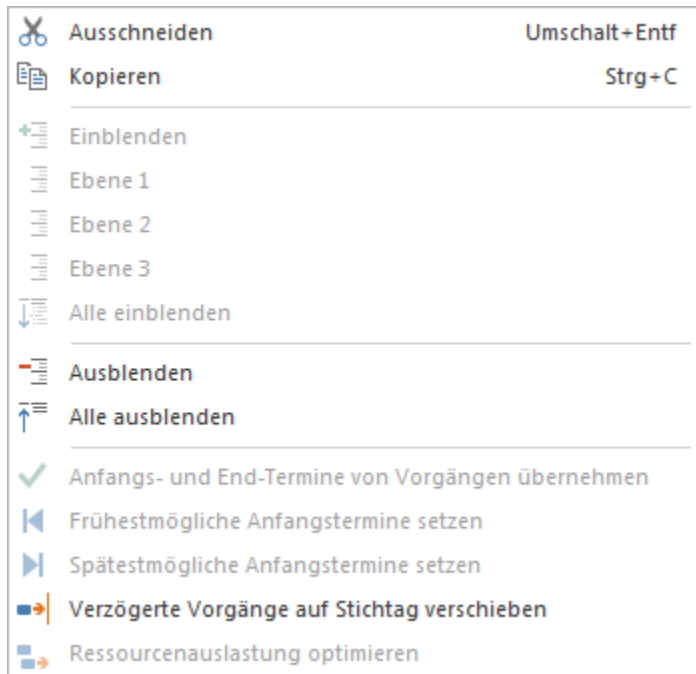 Ausschneiden Umschalt+Entf
Kopieren Strg+C
Einblenden
Ebene 1
Ebene 2
Ebene 3
Alle einblenden
Ausblenden
Alle ausblenden
Anfangs- und End-Termine von Vorgängen übernehmen
Frühestmögliche Anfangstermine setzen
Spätestmögliche Anfangstermine setzen
Verzögerte Vorgänge auf Stichtag verschieben
Ressourcenauslastung optimieren